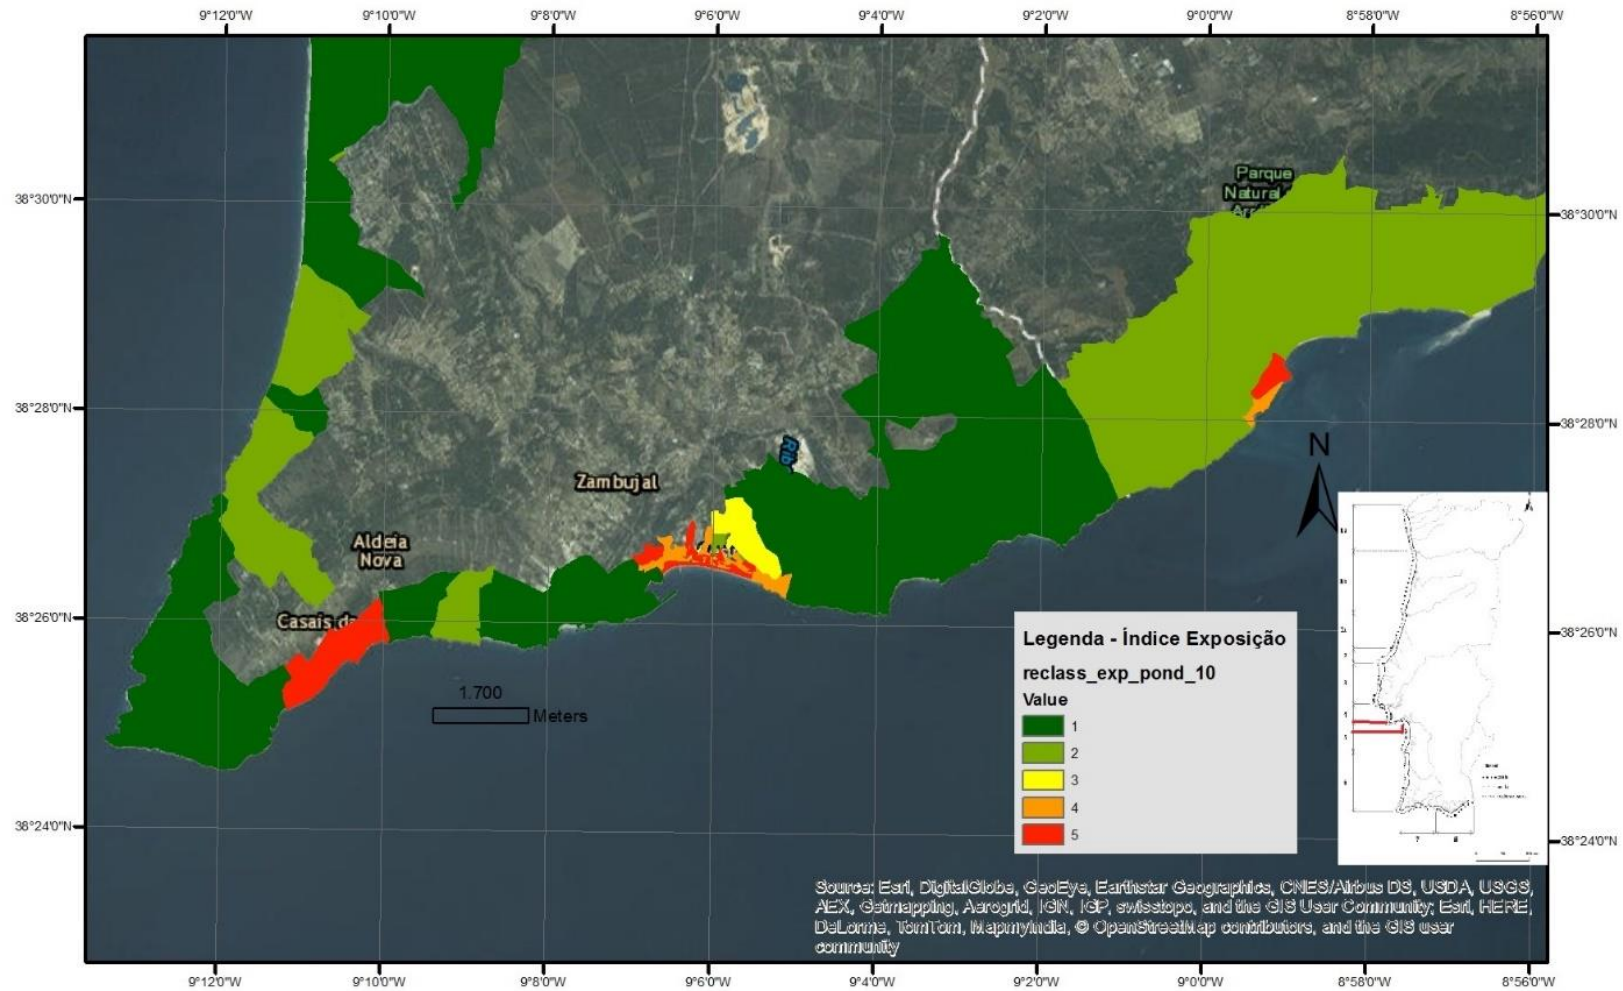 9°12'0"W 9°10'0"W 9°8'0"W 9°6'0"W 9°4'0"W 9°2'0"W 9°0'0"W 8°58'0"W 8°56'0"W
Parque
Natural
38°30'0"N 38°30'0"N
38°28'0"N 38°28'0"N
N
Rib
Zambujal
Aldeia
Nova
Casais da
38°26'0"N 38°26'0"N
1.700
Meters
Legenda - Índice Exposição
reclass_exp_pond_10
Value
1
2
3
4
5
38°24'0"N 38°24'0"N
7 8
Source: Esri, DigitalGlobe, GeoEye, Earthstar Geographics, CNES/Airbus DS, USDA, USGS,
AEX, Getmapping, Aerogrid, IGN, IGP, swisstopo, and the GIS User Community; Esri, HERE,
DeLorme, TomTom, MapmyIndia, © OpenStreetMap contributors, and the GIS user
community
9°12'0"W 9°10'0"W 9°8'0"W 9°6'0"W 9°4'0"W 9°2'0"W 9°0'0"W 8°58'0"W 8°56'0"W